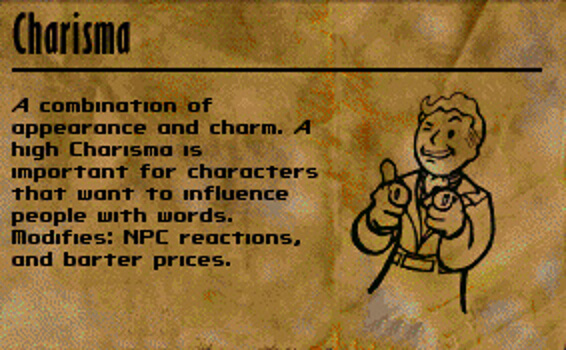 Charisma
A combination of
appearance and charm. A
high Charisma is
important for characters
that want to influence
people with words.
Modifies: NPC reactions,
and barter prices.